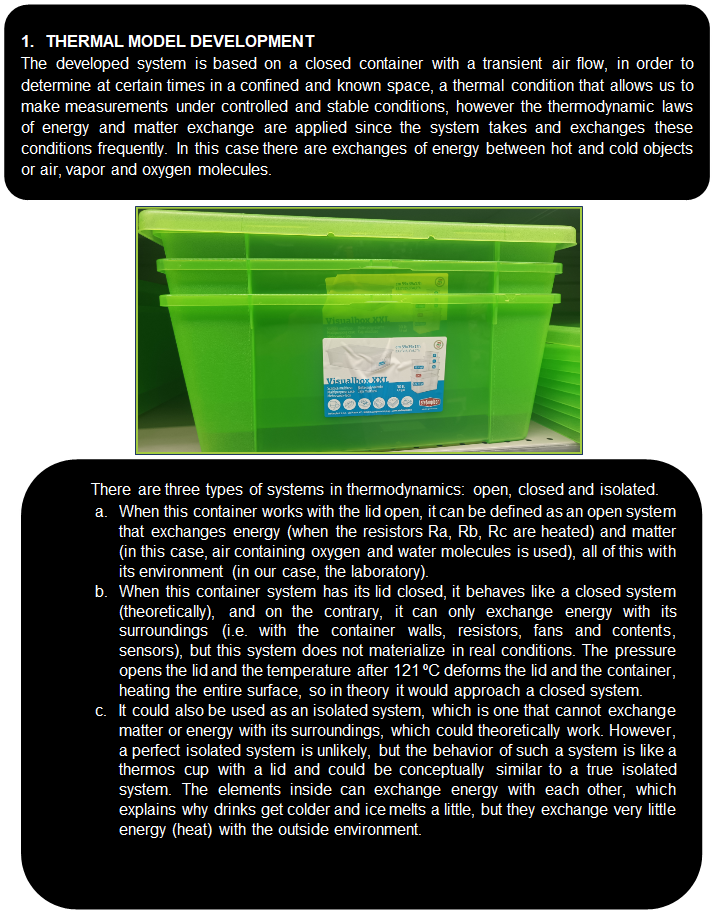 1. THERMAL MODEL DEVELOPMENT
The developed system is based on a closed container with a transient air flow, in order to
determine at certain times in a confined and known space, a thermal condition that allows us to
make measurements under controlled and stable conditions, however the thermodynamic laws
of energy and matter exchange are applied since the system takes and exchanges these
conditions frequently. In this case there are exchanges of energy between hot and cold objects
or air, vapor and oxygen molecules.
Visualbox XXL
Visualbox XXL
There are three types of systems in thermodynamics: open, closed and isolated.
a. When this container works with the lid open, it can be defined as an open system
that exchanges energy (when the resistors Ra, Rb, Rc are heated) and matter
(in this case, air containing oxygen and water molecules is used), all of this with
its environment (in our case, the laboratory).
b. When this container system has its lid closed, it behaves like a closed system
(theoretically), and on the contrary, it can only exchange energy with its
surroundings (i.e. with the container walls, resistors, fans and contents,
sensors), but this system does not materialize in real conditions. The pressure
opens the lid and the temperature after 121 ºC deforms the lid and the container,
heating the entire surface, so in theory it would approach a closed system.
c. It could also be used as an isolated system, which is one that cannot exchange
matter or energy with its surroundings, which could theoretically work. However,
a perfect isolated system is unlikely, but the behavior of such a system is like a
thermos cup with a lid and could be conceptually similar to a true isolated
system. The elements inside can exchange energy with each other, which
explains why drinks get colder and ice melts a little, but they exchange very little
energy (heat) with the outside environment.